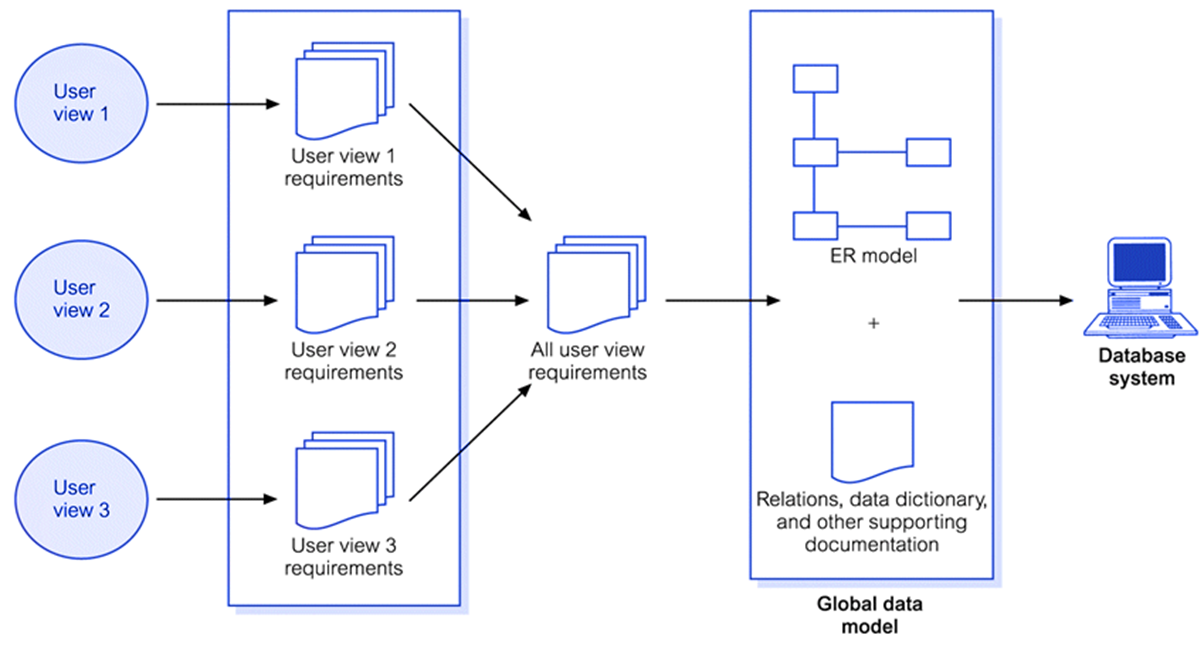 User
view 1
User view 1
requirements
User
view 2
User view 2
requirements
User
view 3
User view 3
requirements
All user view
requirements
ER model
+
Relations, data dictionary,
and other supporting
documentation
Global data
model
Database
system